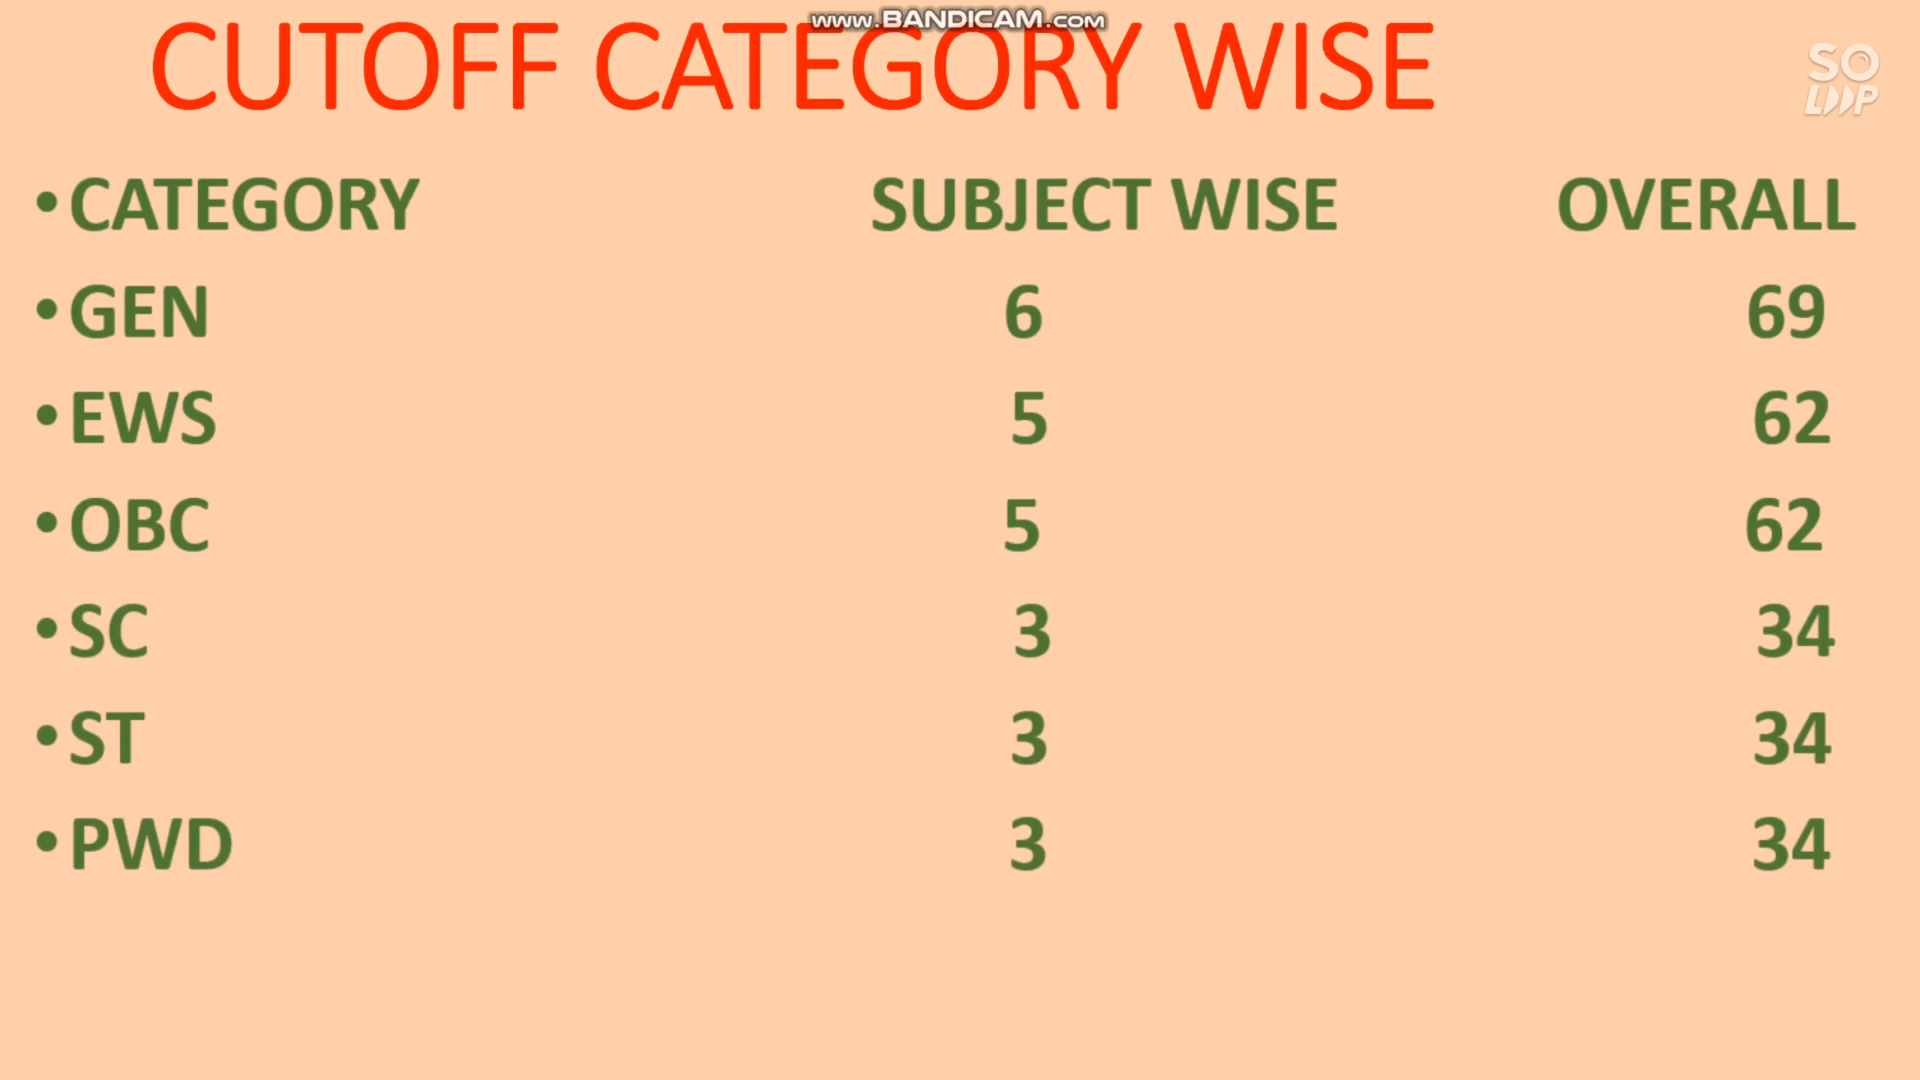 www.BANDICAM.com
CUTOFF CATEGORY WISE
SO
LOOP
• CATEGORY SUBJECT WISE OVERALL
• GEN 6 69
• EWS 5 62
• OBC 5 62
• SC 3 34
• ST 3 34
• PWD 3 34